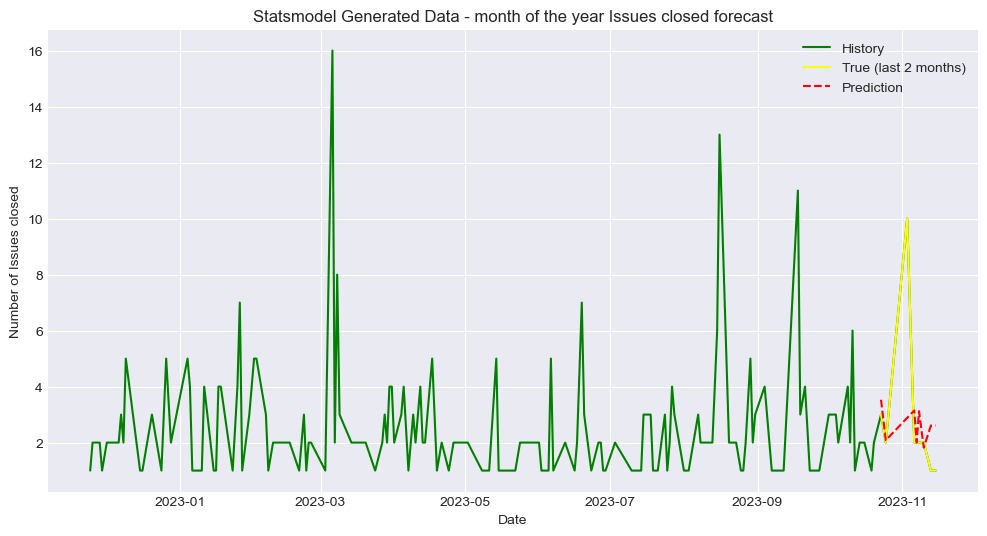 Statsmodel Generated Data - month of the year Issues closed forecast
History
True (last 2 months)
Prediction
Number of Issues closed
16
14
12
10
8
6
4
2
2023-01
2023-03
2023-05
2023-07
2023-09
2023-11
Date